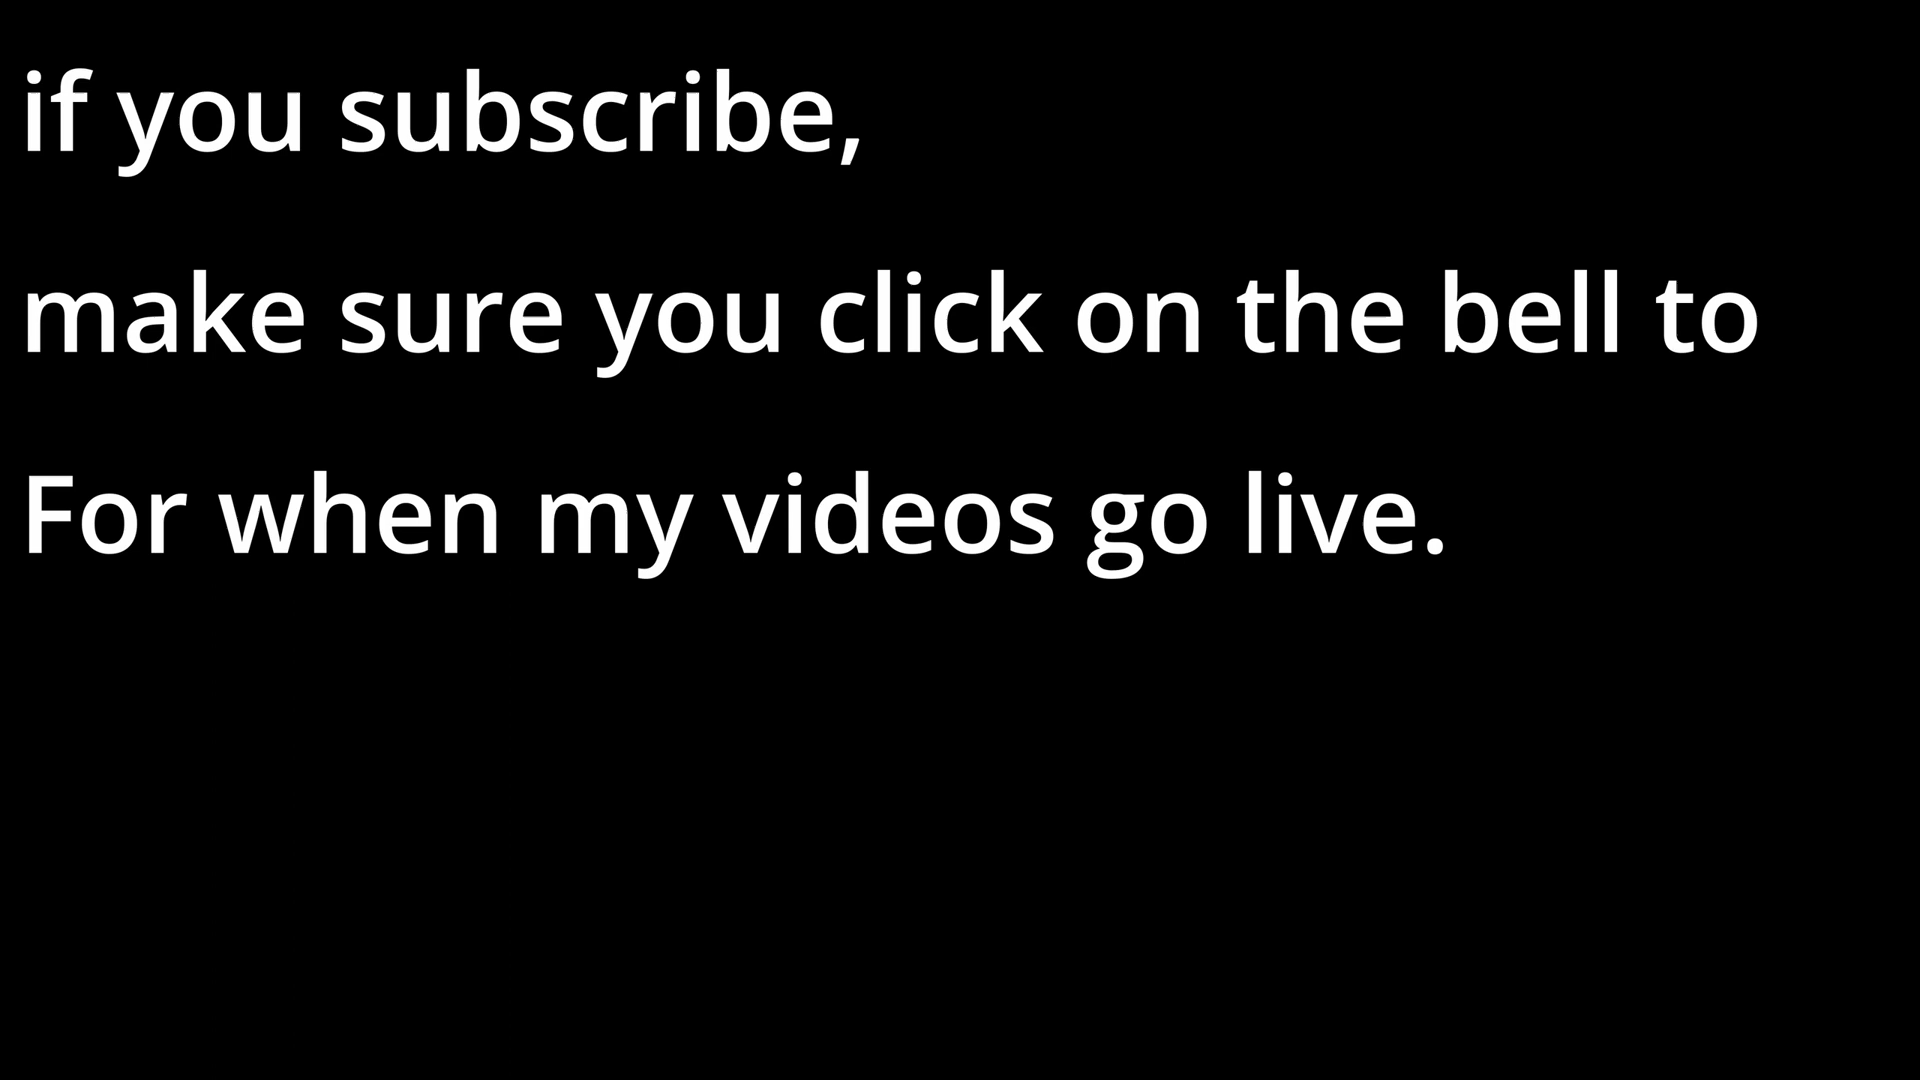 if you subscribe,
make sure you click on the bell to
For when my videos go live.